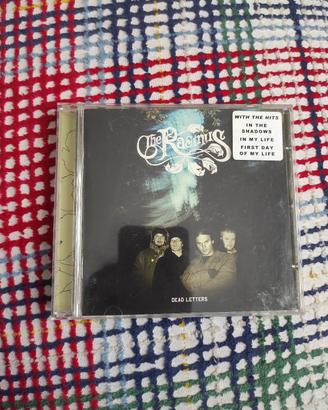 The Rasmus
WITH THE HITS
IN THE
SHADOWS
IN MY LIFE
FIRST DAY
OF MY LIFE
DEAD LETTERS